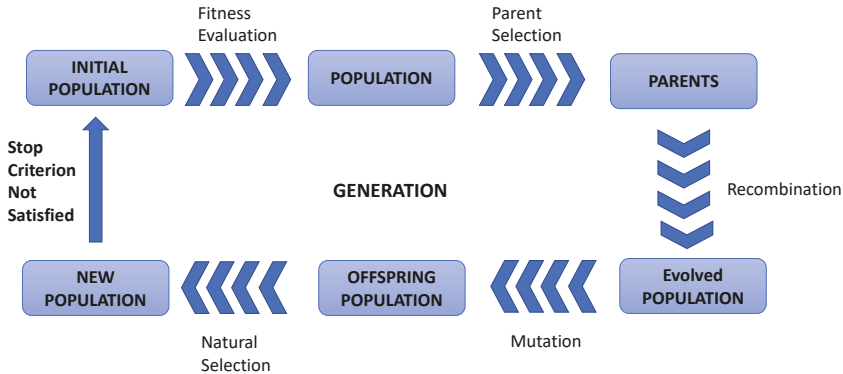 Fitness
Evaluation
Parent
Selection
INITIAL
POPULATION
POPULATION
PARENTS
Stop
Criterion
Not
Satisfied
GENERATION
Recombination
NEW
POPULATION
OFFSPRING
POPULATION
Evolved
POPULATION
Natural
Selection
Mutation